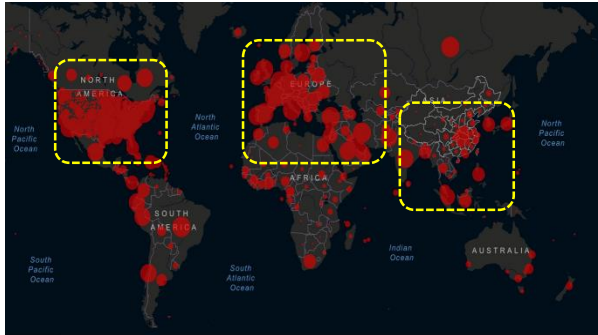 NORTH
AMERICA
EUROPE
ASIA
North
Pacific
Ocean
North
Atlantic
Ocean
North
Pacific
Ocean
AFRICA
SOUTH
AMERICA
Indian
Ocean
AUSTRALIA
South
Pacific
Ocean
South
Atlantic
Ocean